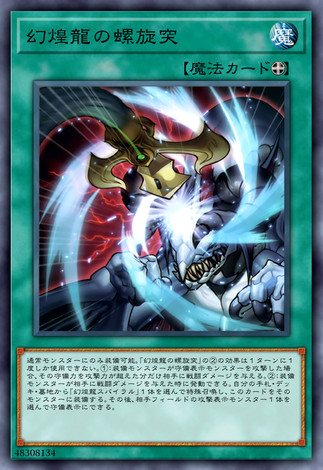 幻煌龍の螺旋突
魔
【魔法カード】
通常モンスターにのみ装備可能。「幻煌龍の螺旋突」の②の効果は1ターンに1
度しか使用できない。①:装備モンスターが守備表示モンスターを攻撃した場
合、その守備力を攻撃力が超えた分だけ相手に戦闘ダメージを与える。②:装備
モンスターが相手に戦闘ダメージを与えた時に発動できる。自分の手札・デッ
キ・墓地から「幻煌龍スパイラル」1体を選んで特殊召喚し、このカードをその
モンスターに装備する。その後、相手フィールドの攻撃表示モンスター1体を
選んで守備表示にできる。
48308134